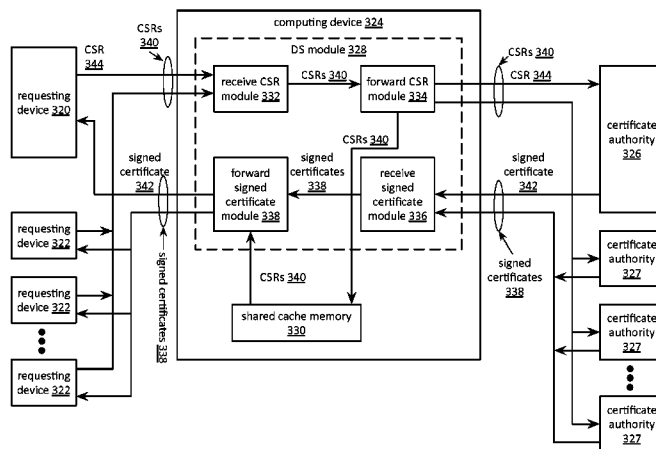 computing device 324
DS module 328
CSRs
340
CSR
344
requesting
device 320
receive CSR
module 332
CSRs 340
forward CSR
module 334
CSRs 340
CSR 344
certificate
authority
326
CSRs 340
signed
certificate
342
forward
signed
certificate
module 338
signed
certificates
338
receive
signed
certificate
module 336
signed
certificate
342
signed
certificates
338
signed certificates 338
CSRs 340
shared cache memory
330
requesting
device 322
requesting
device 322
requesting
device 322
certificate
authority
327
certificate
authority
327
certificate
authority
327